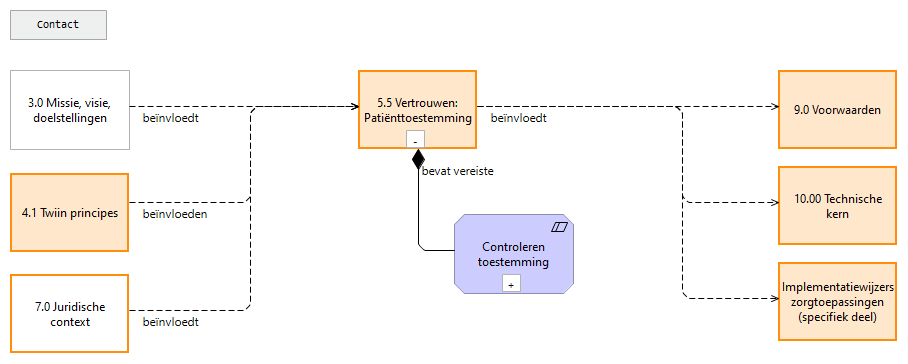 Contact
3.0 Missie, visie,
doelstellingen
beïnvloedt
4.1 Twiin principes
beïnvloeden
7.0 Juridische
context
beïnvloedt
5.5 Vertrouwen:
Patiënttoestemming
-
beïnvloedt
bevat vereiste
Controleren
toestemming
+
9.0 Voorwaarden
10.00 Technische
kern
Implementatiewijzers
zorgtoepassingen
(specifiek deel)